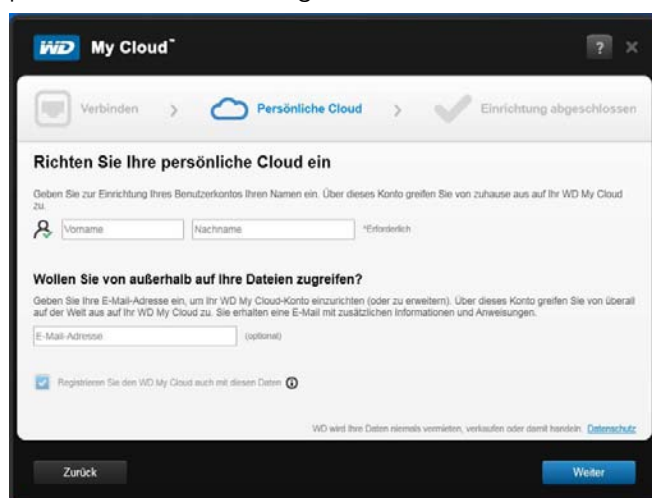 WD My Cloud™ ? ×
Verbinden > Persönliche Cloud > Einrichtung abgeschlossen
Richten Sie Ihre persönliche Cloud ein
Geben Sie zur Einrichtung Ihres Benutzerkontos Ihren Namen ein. Über dieses Konto greifen Sie von zuhause aus auf Ihr WD My Cloud
zu.
Vorname Nachname *Erforderlich
Wollen Sie von außerhalb auf Ihre Dateien zugreifen?
Geben Sie Ihre E-Mail-Adresse ein, um Ihr WD My Cloud-Konto einzurichten (oder zu erweitern). Über dieses Konto greifen Sie von überall
auf der Welt aus auf Ihr WD My Cloud zu. Sie erhalten eine E-Mail mit zusätzlichen Informationen und Anweisungen.
E-Mail-Adresse (optional)
Registrieren Sie den WD My Cloud auch mit diesen Daten
WD wird Ihre Daten niemals vermieten, verkaufen oder damit handeln. Datenschutz
Zurück Weiter